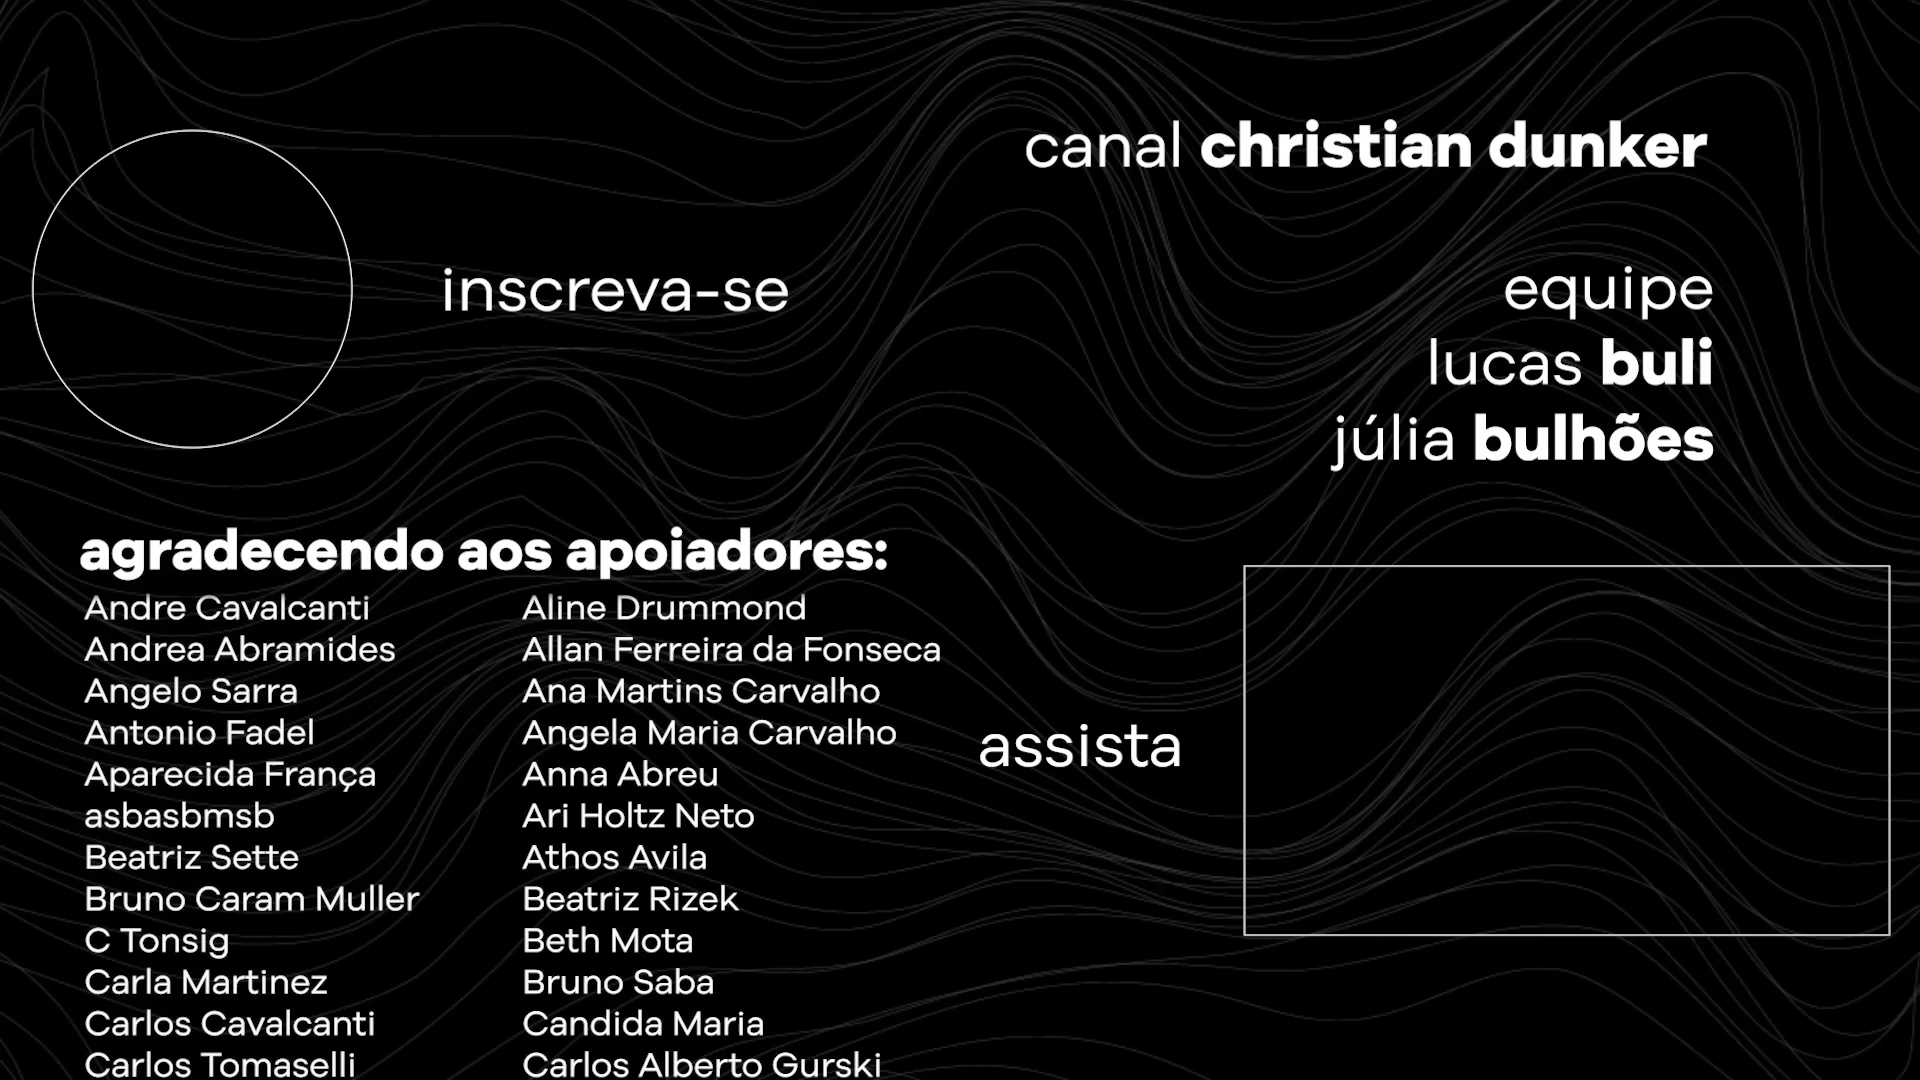 canal christian dunker
inscreva-se
equipe
lucas buli
júlia bulhões
agradecendo aos apoiadores:
Andre Cavalcanti
Andrea Abramides
Angelo Sarra
Antonio Fadel
Aparecida França
asbasbmsb
Beatriz Sette
Bruno Caram Muller
C Tonsig
Carla Martinez
Carlos Cavalcanti
Carlos Tomaselli
Aline Drummond
Allan Ferreira da Fonseca
Ana Martins Carvalho
Angela Maria Carvalho
Anna Abreu
Ari Holtz Neto
Athos Avila
Beatriz Rizek
Beth Mota
Bruno Saba
Candida Maria
Carlos Alberto Gurski
assista